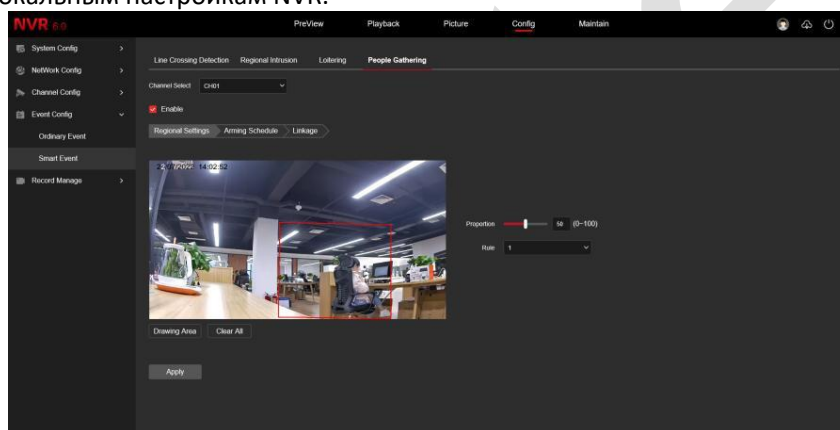 окальным настройкам NVR.
NVR 6.0 PreView Playback Picture Config Maintain
System Config
NetWork Config
Channel Config
Event Config
Ordinary Event
Smart Event
Record Manage
Line Crossing Detection Regional Intrusion Loitering People Gathering
Channel Select CH01
Enable
Regional Settings Arming Schedule Linkage
14:02:52
Proportion 50 (0~100)
Rule 1
Drawing Area Clear All
Apply